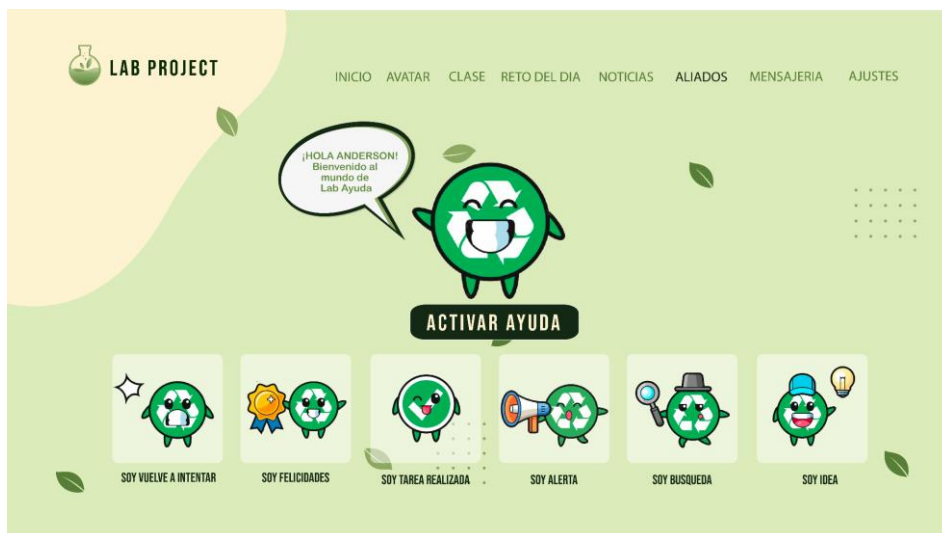 LAB PROJECT
INICIO AVATAR CLASE RETO DEL DIA NOTICIAS ALIADOS MENSAJERIA AJUSTES
¡HOLA ANDERSON!
Bienvenido al
mundo de
Lab Ayuda
ACTIVAR AYUDA
SOY VUELVE A INTENTAR
SOY FELICIDADES
SOY TAREA REALIZADA
SOY ALERTA
SOY BUSQUEDA
SOY IDEA